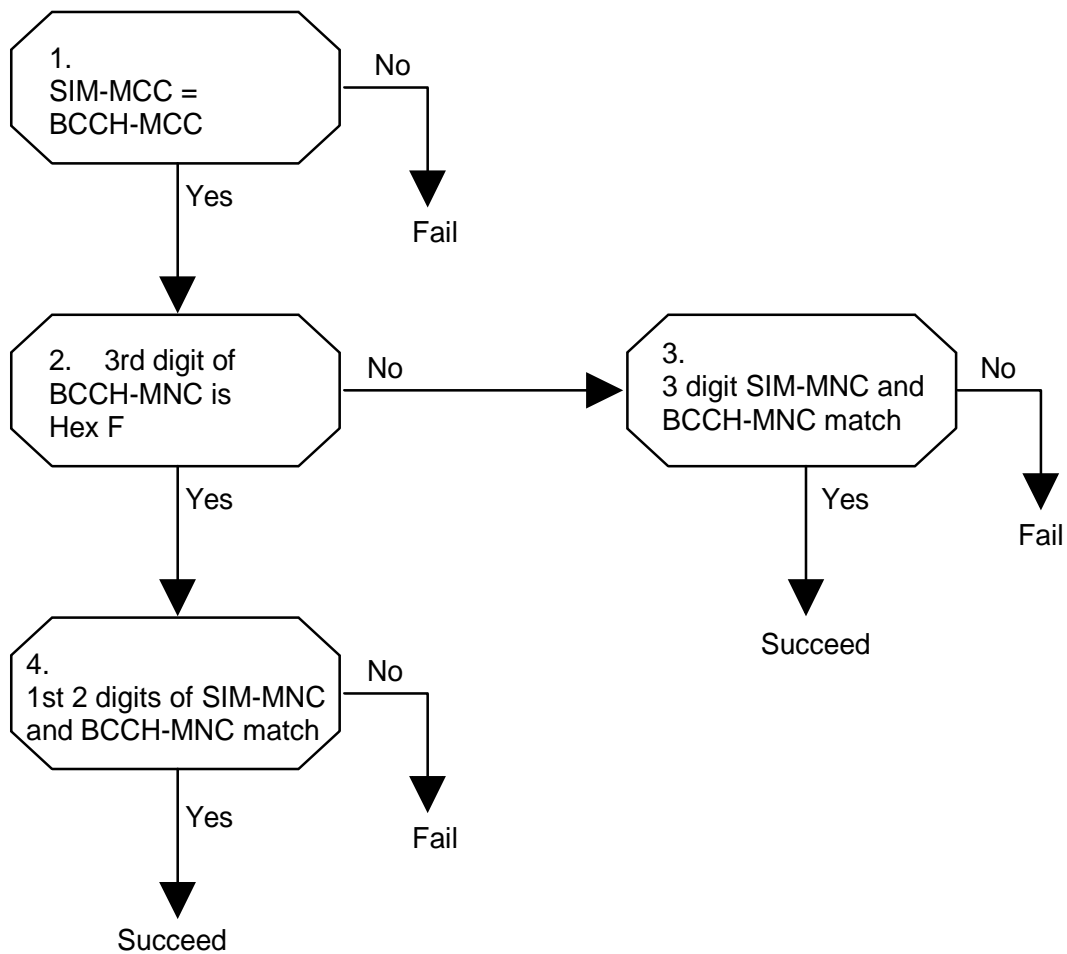 1.
SIM-MCC =
BCCH-MCC
No
Yes
Fail
2. 3rd digit of
BCCH-MNC is
Hex F
No
3.
3 digit SIM-MNC and
BCCH-MNC match
No
Yes
Yes
Fail
Succeed
4.
1st 2 digits of SIM-MNC
and BCCH-MNC match
No
Yes
Fail
Succeed